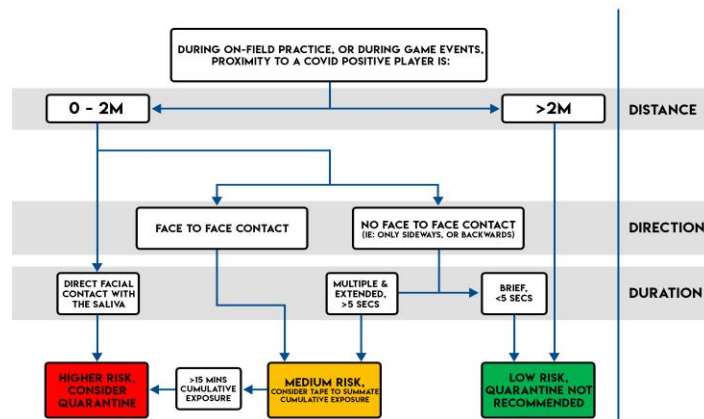 DURING ON-FIELD PRACTICE, OR DURING GAME EVENTS,
PROXIMITY TO A COVID POSITIVE PLAYER IS:
0 - 2M
>2M
DISTANCE
FACE TO FACE CONTACT
NO FACE TO FACE CONTACT
(IE: ONLY SIDEWAYS, OR BACKWARDS)
DIRECTION
DIRECT FACIAL
CONTACT WITH
THE SALIVA
MULTIPLE &
EXTENDED,
>5 SECS
BRIEF,
<5 SECS
DURATION
HIGHER RISK,
CONSIDER
QUARANTINE
>15 MINS
CUMULATIVE
EXPOSURE
MEDIUM RISK,
CONSIDER TAPE TO SUMMATE
CUMULATIVE EXPOSURE
LOW RISK,
QUARANTINE NOT
RECOMMENDED